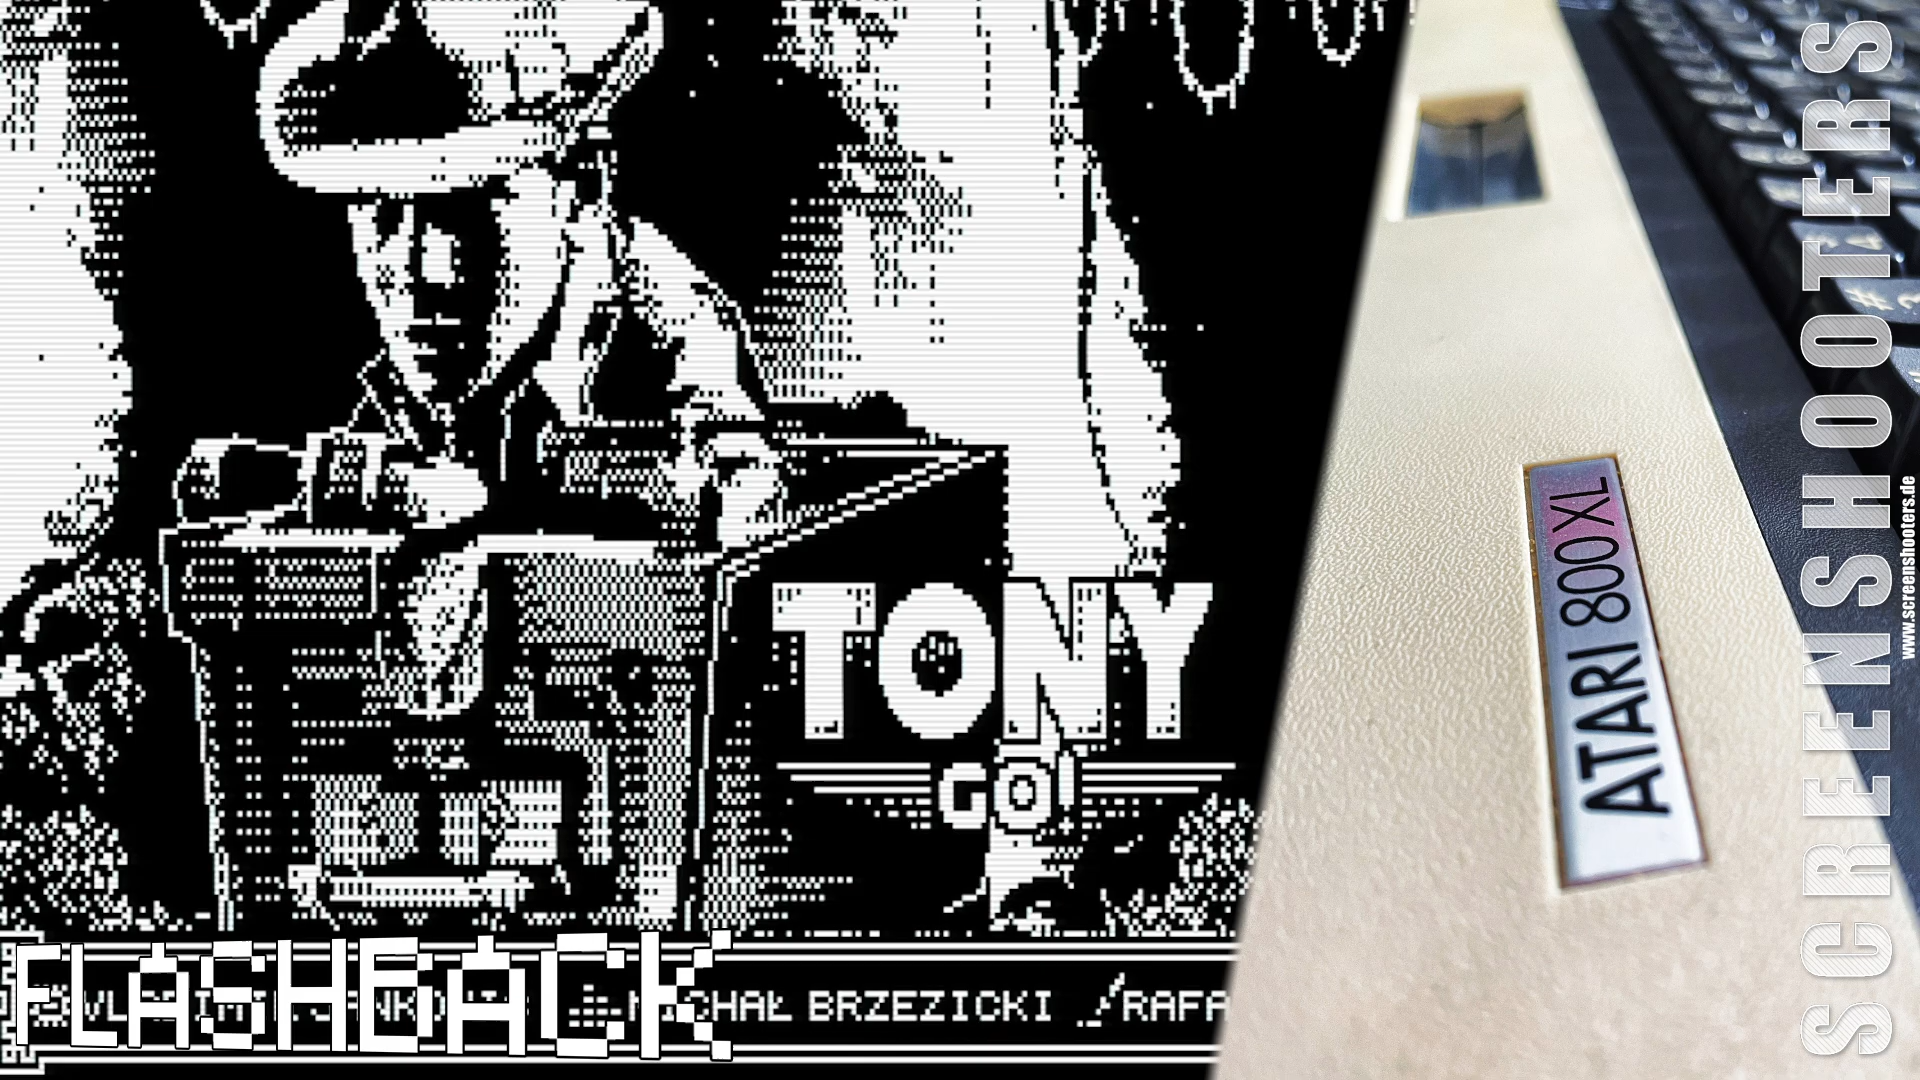 TONY
GO!
FLASHBACK
MICHAŁ BRZEZICKI
ATARI 800XL
SCREENSHOOTERS
www.screenshooters.de